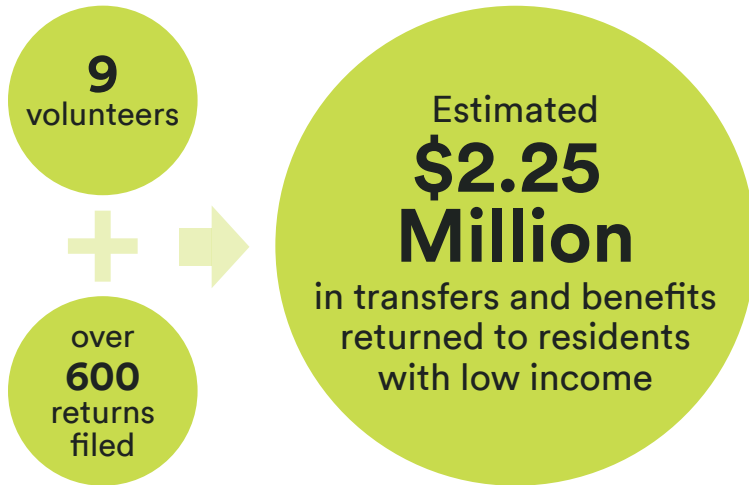 9
volunteers
over
600
returns
filed
Estimated
$2.25
Million
in transfers and benefits
returned to residents
with low income